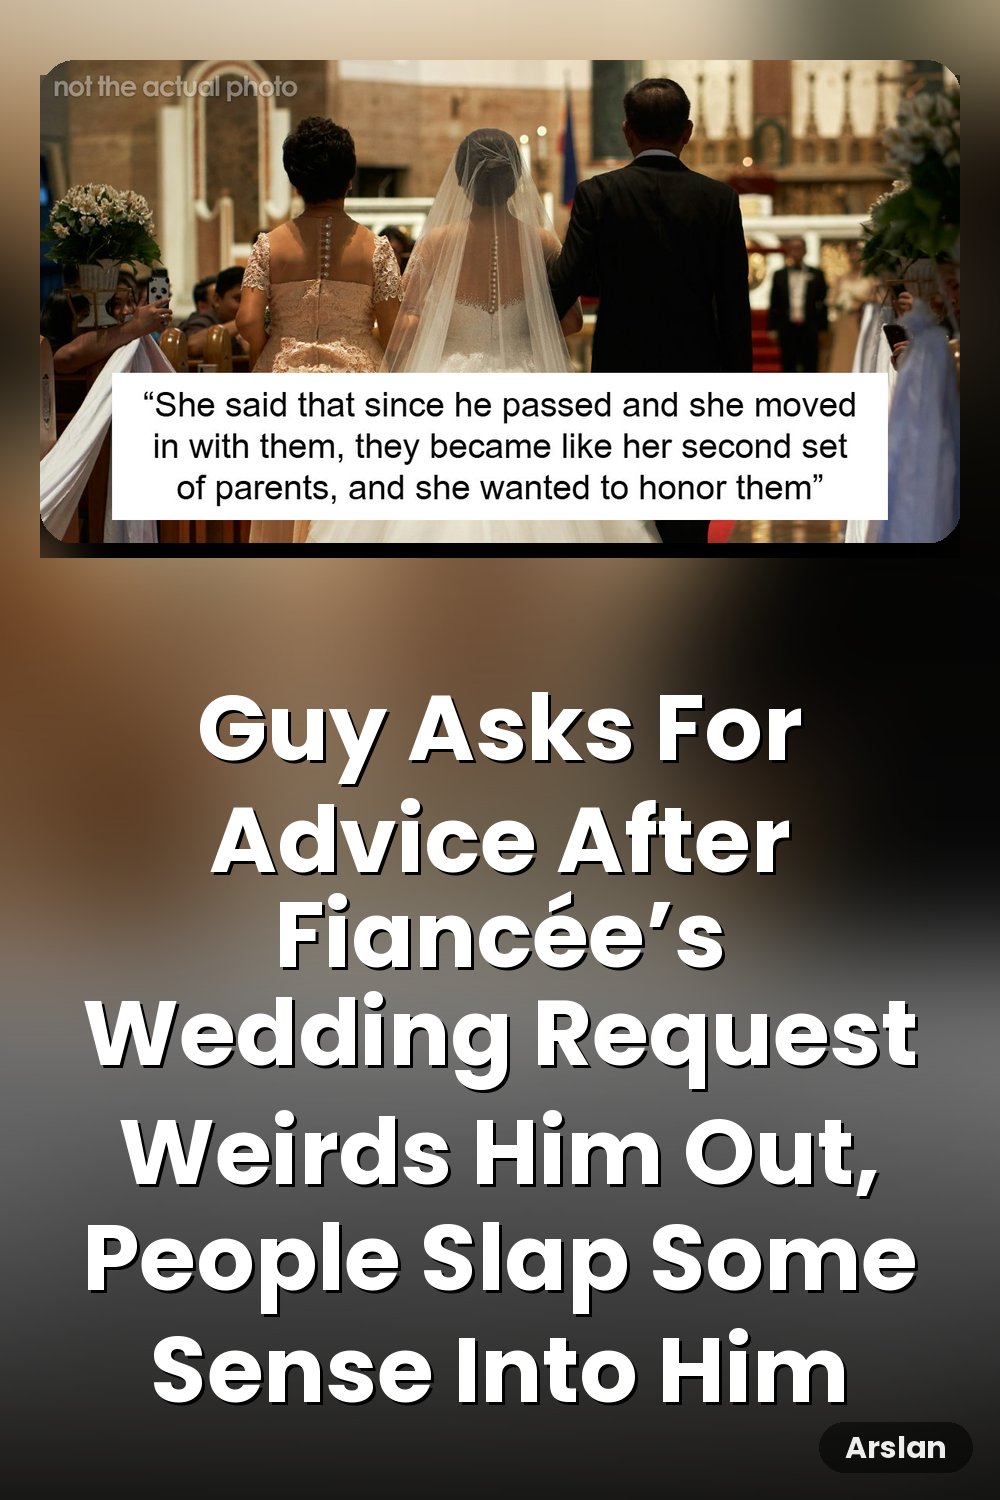 not the actual photo
“She said that since he passed and she moved
in with them, they became like her second set
of parents, and she wanted to honor them”
Guy Asks For
Advice After
Fiancée’s
Wedding Request
Weirds Him Out,
People Slap Some
Sense Into Him
Arslan